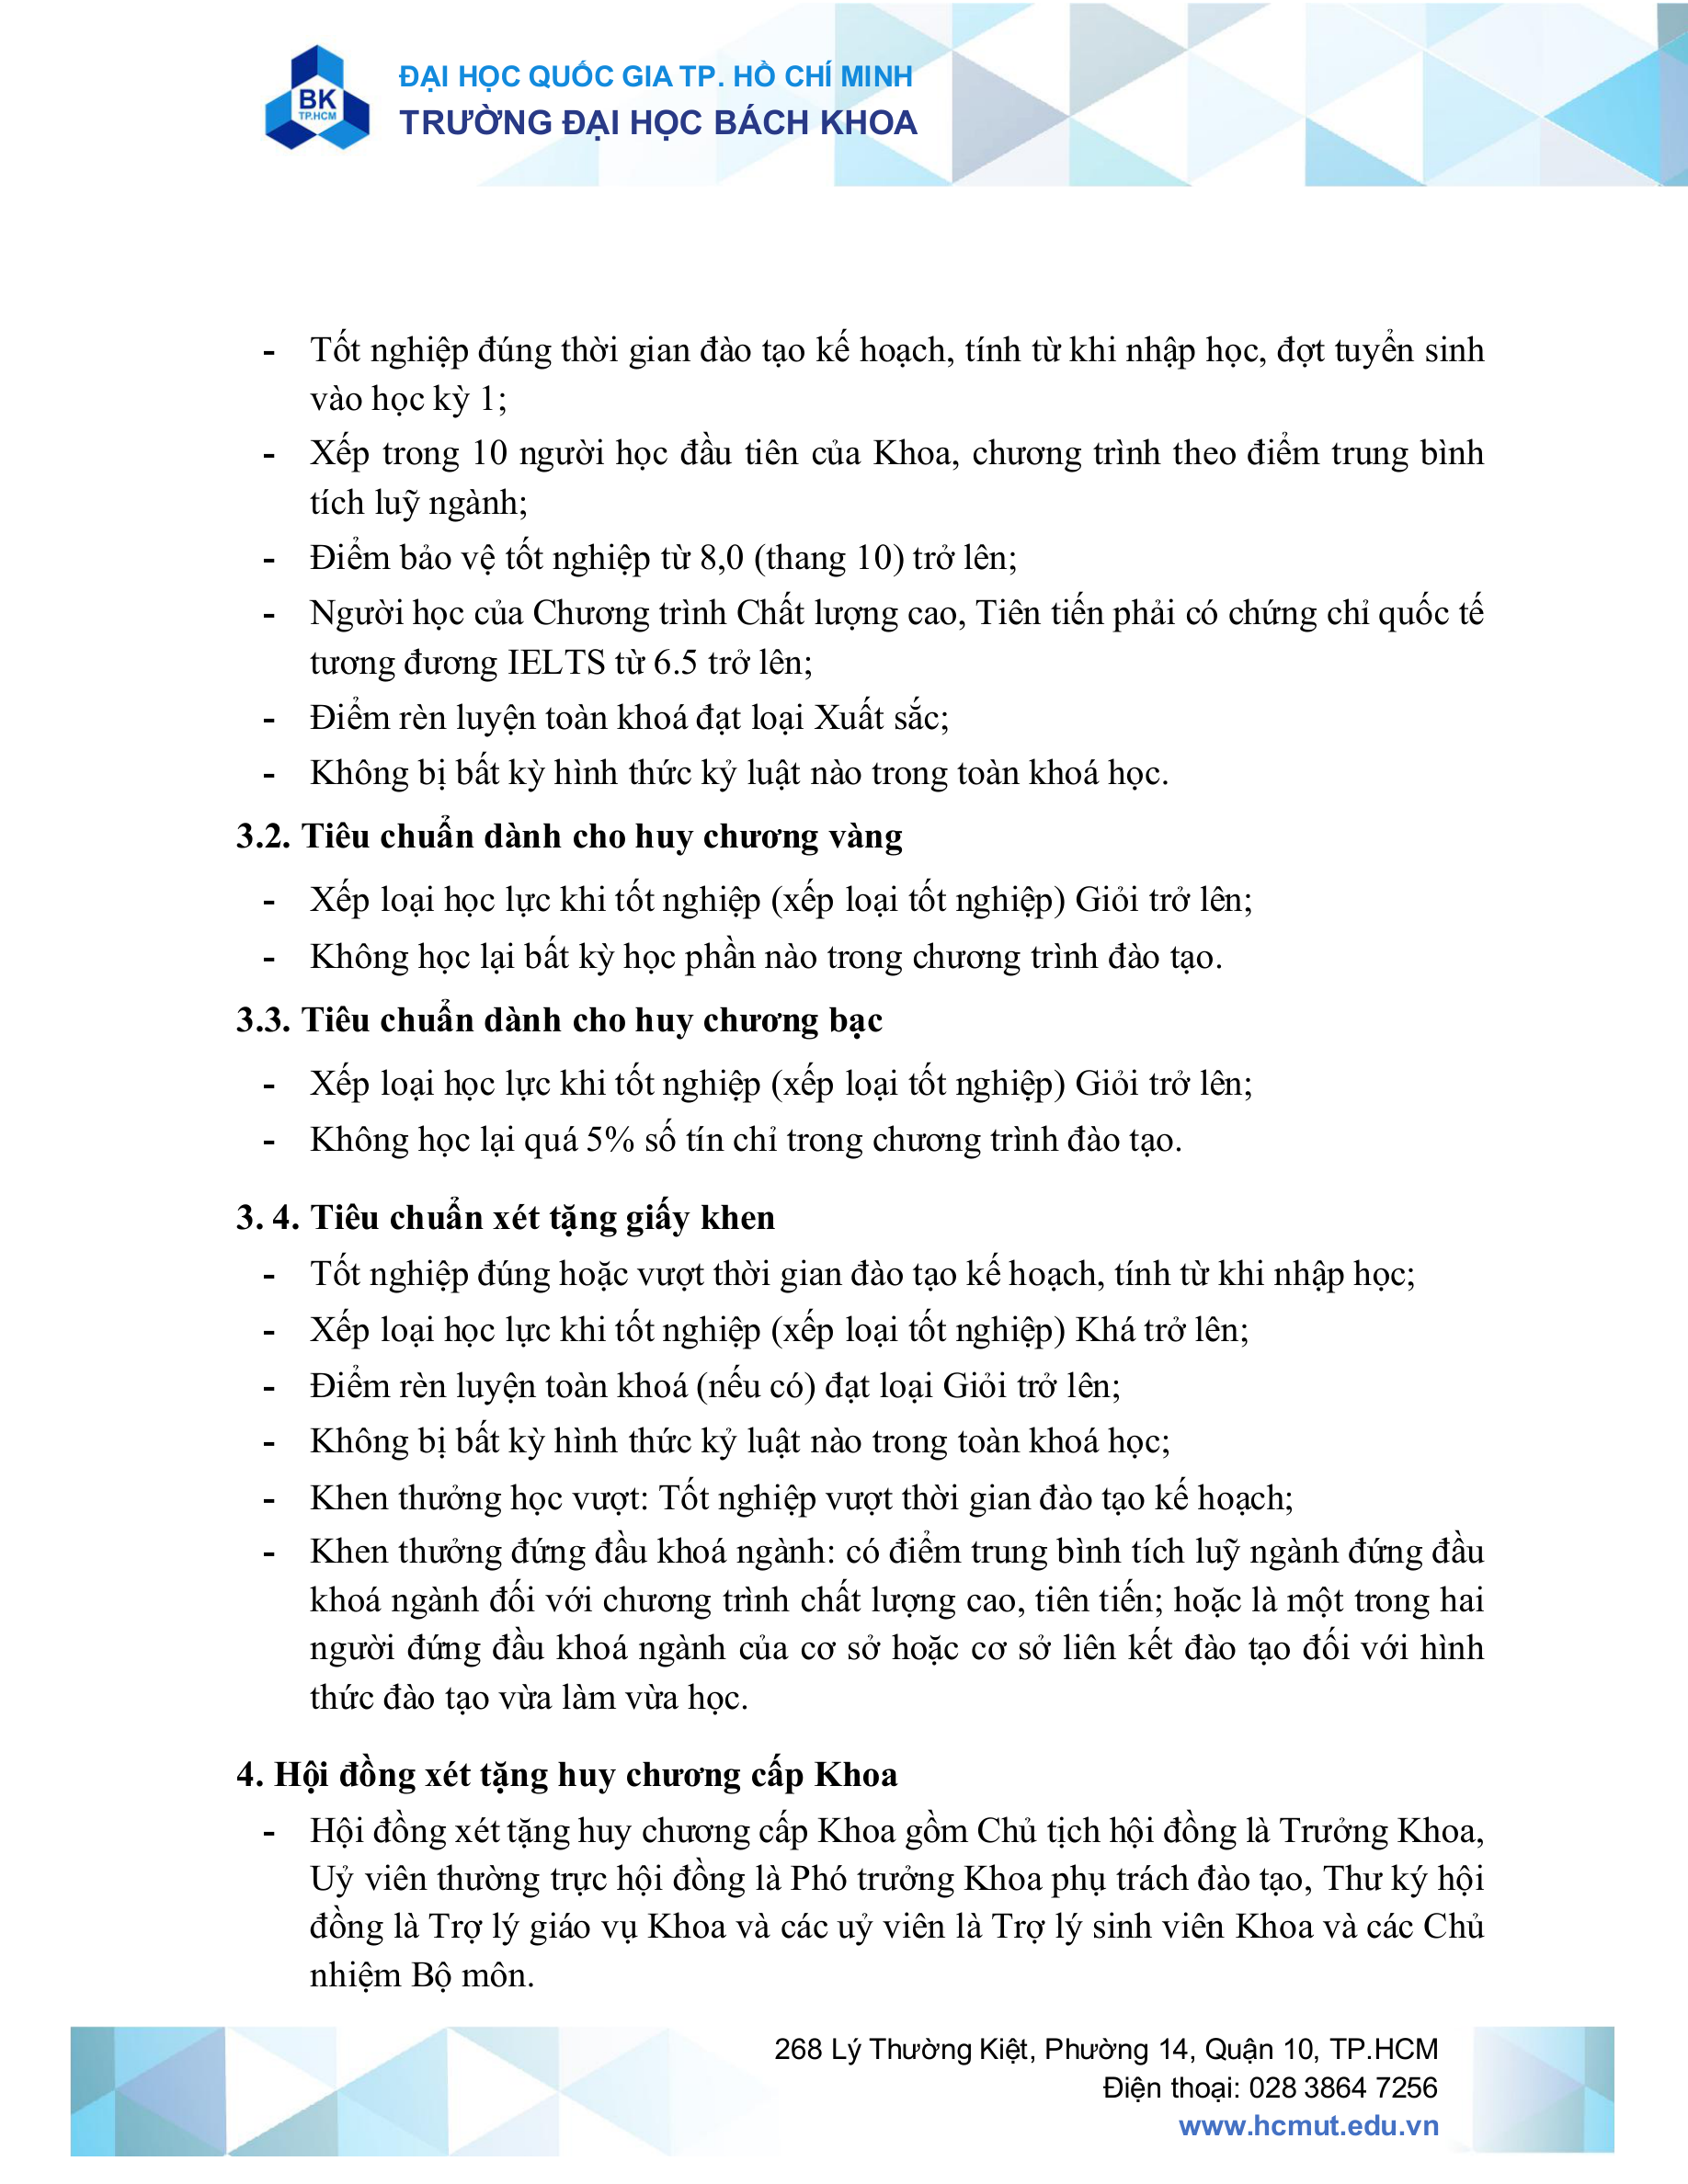 BK
TP.HCM
ĐẠI HỌC QUỐC GIA TP. HỒ CHÍ MINH
TRƯỜNG ĐẠI HỌC BÁCH KHOA
- Tốt nghiệp đúng thời gian đào tạo kế hoạch, tính từ khi nhập học, đợt tuyển sinh
vào học kỳ 1;
- Xếp trong 10 người học đầu tiên của Khoa, chương trình theo điểm trung bình
tích luỹ ngành;
- Điểm bảo vệ tốt nghiệp từ 8,0 (thang 10) trở lên;
- Người học của Chương trình Chất lượng cao, Tiên tiến phải có chứng chỉ quốc tế
tương đương IELTS từ 6.5 trở lên;
- Điểm rèn luyện toàn khoá đạt loại Xuất sắc;
- Không bị bất kỳ hình thức kỷ luật nào trong toàn khoá học.
3.2. Tiêu chuẩn dành cho huy chương vàng
- Xếp loại học lực khi tốt nghiệp (xếp loại tốt nghiệp) Giỏi trở lên;
- Không học lại bất kỳ học phần nào trong chương trình đào tạo.
3.3. Tiêu chuẩn dành cho huy chương bạc
- Xếp loại học lực khi tốt nghiệp (xếp loại tốt nghiệp) Giỏi trở lên;
- Không học lại quá 5% số tín chỉ trong chương trình đào tạo.
3. 4. Tiêu chuẩn xét tặng giấy khen
- Tốt nghiệp đúng hoặc vượt thời gian đào tạo kế hoạch, tính từ khi nhập học;
- Xếp loại học lực khi tốt nghiệp (xếp loại tốt nghiệp) Khá trở lên;
- Điểm rèn luyện toàn khoá (nếu có) đạt loại Giỏi trở lên;
- Không bị bất kỳ hình thức kỷ luật nào trong toàn khoá học;
- Khen thưởng học vượt: Tốt nghiệp vượt thời gian đào tạo kế hoạch;
- Khen thưởng đứng đầu khoá ngành: có điểm trung bình tích luỹ ngành đứng đầu
khoá ngành đối với chương trình chất lượng cao, tiên tiến; hoặc là một trong hai
người đứng đầu khoá ngành của cơ sở hoặc cơ sở liên kết đào tạo đối với hình
thức đào tạo vừa làm vừa học.
4. Hội đồng xét tặng huy chương cấp Khoa
- Hội đồng xét tặng huy chương cấp Khoa gồm Chủ tịch hội đồng là Trưởng Khoa,
Uỷ viên thường trực hội đồng là Phó trưởng Khoa phụ trách đào tạo, Thư ký hội
đồng là Trợ lý giáo vụ Khoa và các uỷ viên là Trợ lý sinh viên Khoa và các Chủ
nhiệm Bộ môn.
268 Lý Thường Kiệt, Phường 14, Quận 10, TP.HCM
Điện thoại: 028 3864 7256
www.hcmut.edu.vn